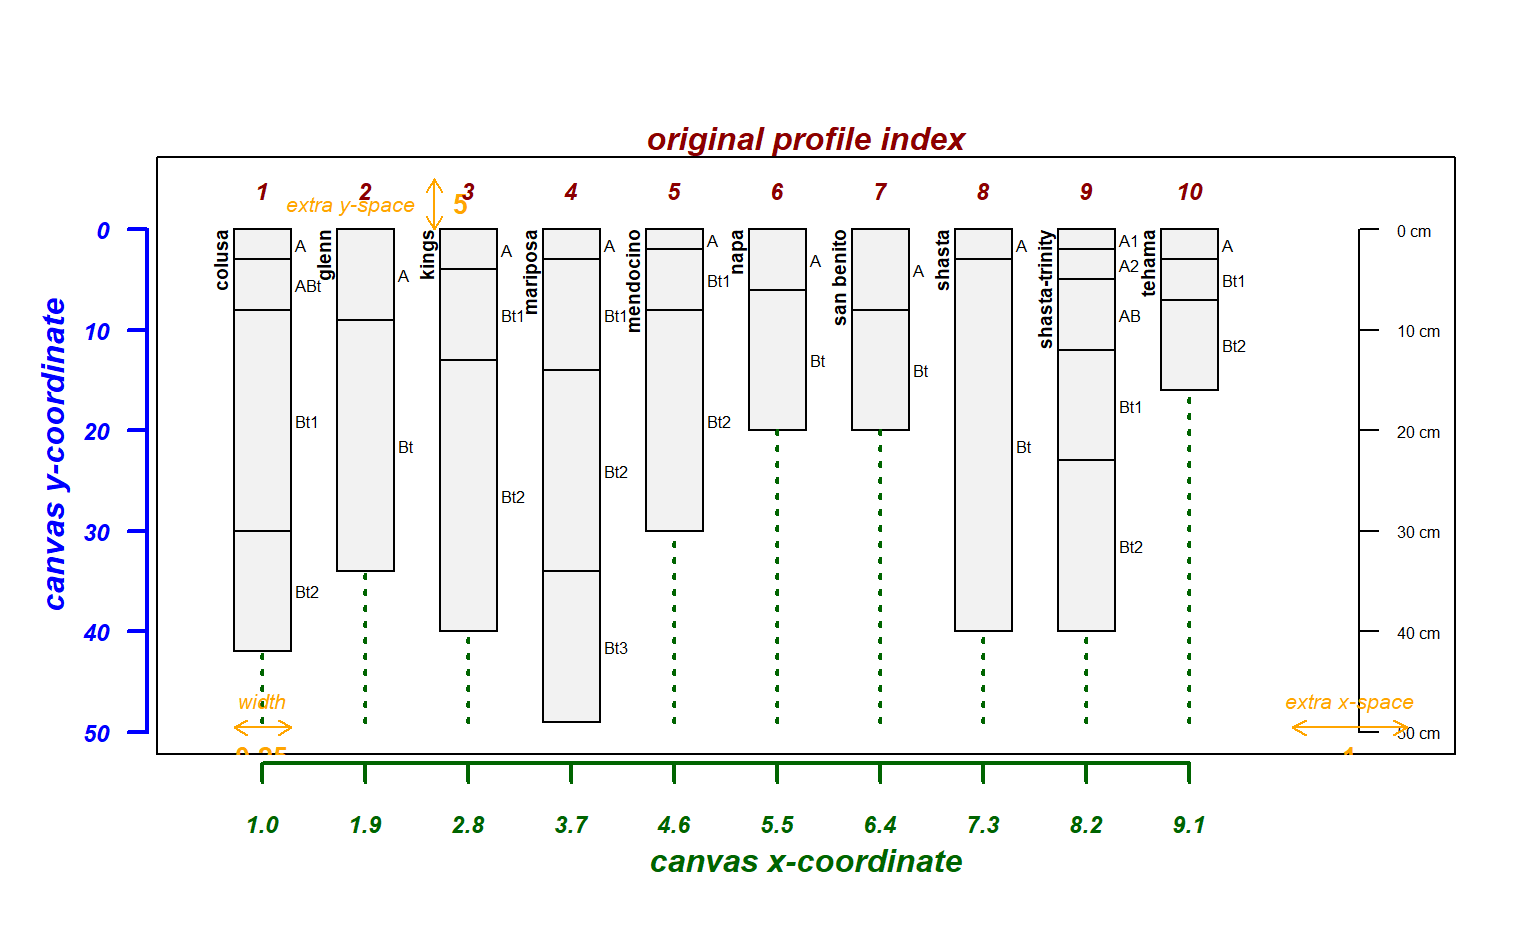 original profile index
1 2 3 4 5 6 7 8 9 10
extra y-space 5
colusa glenn kings mariposa mendocino napa san benito shasta shasta-trinity tehama
A ABt Bt1 Bt2
A Bt
A Bt1 Bt2
A Bt1 Bt2 Bt3
A Bt1 Bt2
A Bt
A Bt
A Bt
A1 A2 AB Bt1 Bt2
A Bt1 Bt2
0 cm
10 cm
20 cm
30 cm
40 cm
50 cm
canvas y-coordinate
0
10
20
30
40
50
width
extra x-space
1.0 1.9 2.8 3.7 4.6 5.5 6.4 7.3 8.2 9.1
canvas x-coordinate